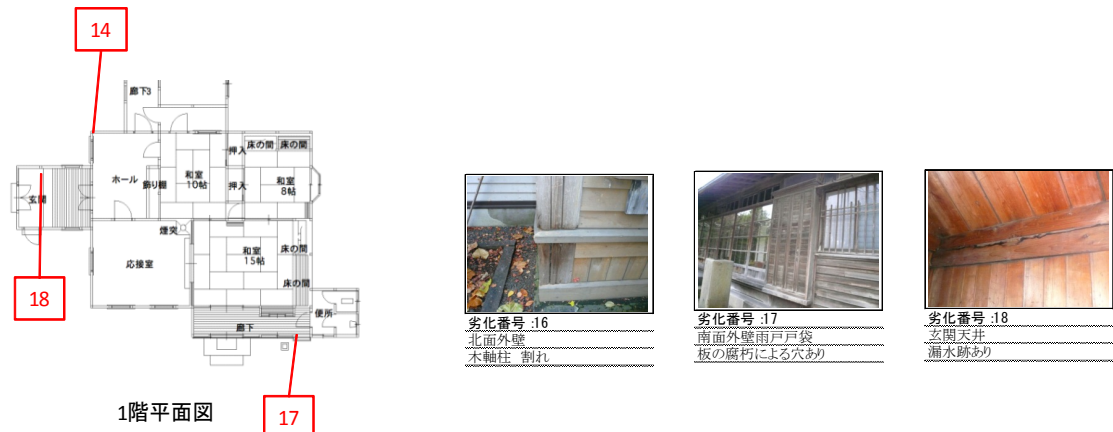 14
廊下3
床の間
床の間
押入
ホール
飾り棚
和室
10帖
押入
和室
8帖
玄関
煙突
和室
15帖
床の間
応接室
床の間
18
便所
廊下
1階平面図
17
劣化番号:16
北面外壁
木軸柱 割れ
劣化番号:17
南面外壁雨戸戸袋
板の腐朽による穴あり
劣化番号:18
玄関天井
漏水跡あり